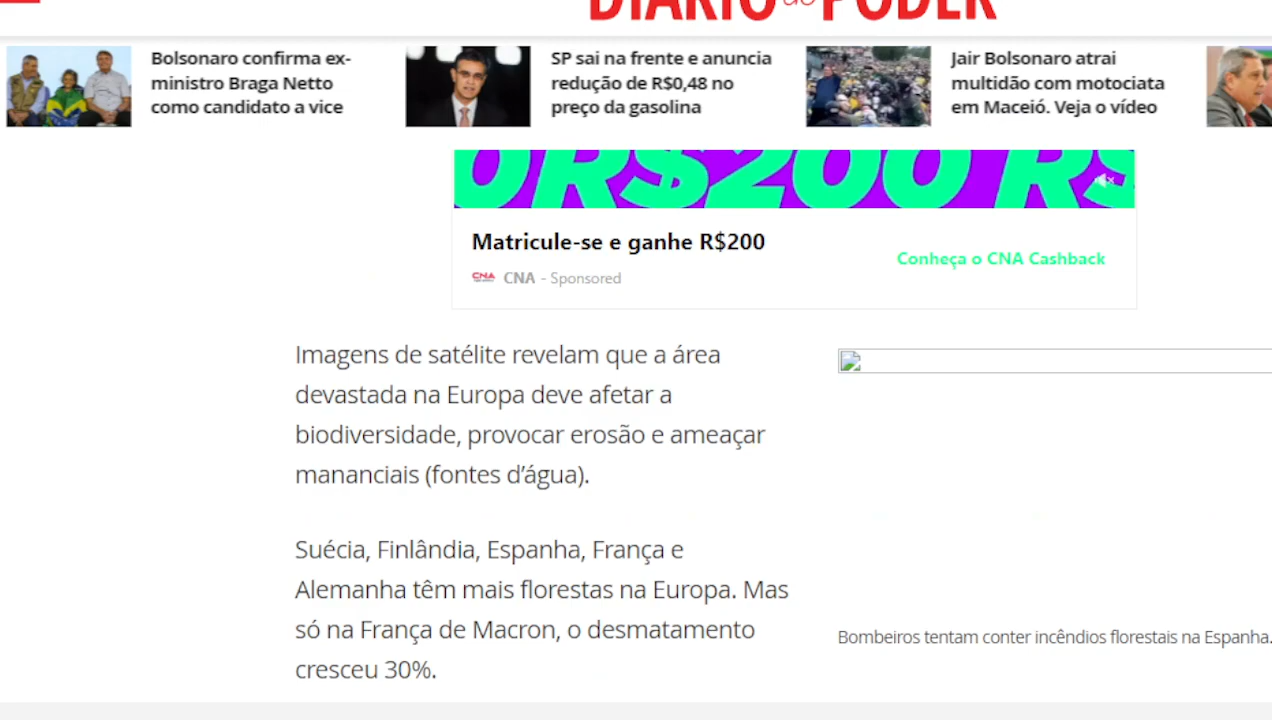 DIÁRIO do PODER
Bolsonaro confirma ex-
ministro Braga Netto
como candidato a vice
SP sai na frente e anuncia
redução de R$0,48 no
preço da gasolina
Jair Bolsonaro atrai
multidão com motociata
em Maceió. Veja o vídeo
0R$200 R$
Matricule-se e ganhe R$200
CNA CNA - Sponsored
Conheça o CNA Cashback
Imagens de satélite revelam que a área
devastada na Europa deve afetar a
biodiversidade, provocar erosão e ameaçar
mananciais (fontes d’água).
Suécia, Finlândia, Espanha, França e
Alemanha têm mais florestas na Europa. Mas
só na França de Macron, o desmatamento
cresceu 30%.
Bombeiros tentam conter incêndios florestais na Espanha.